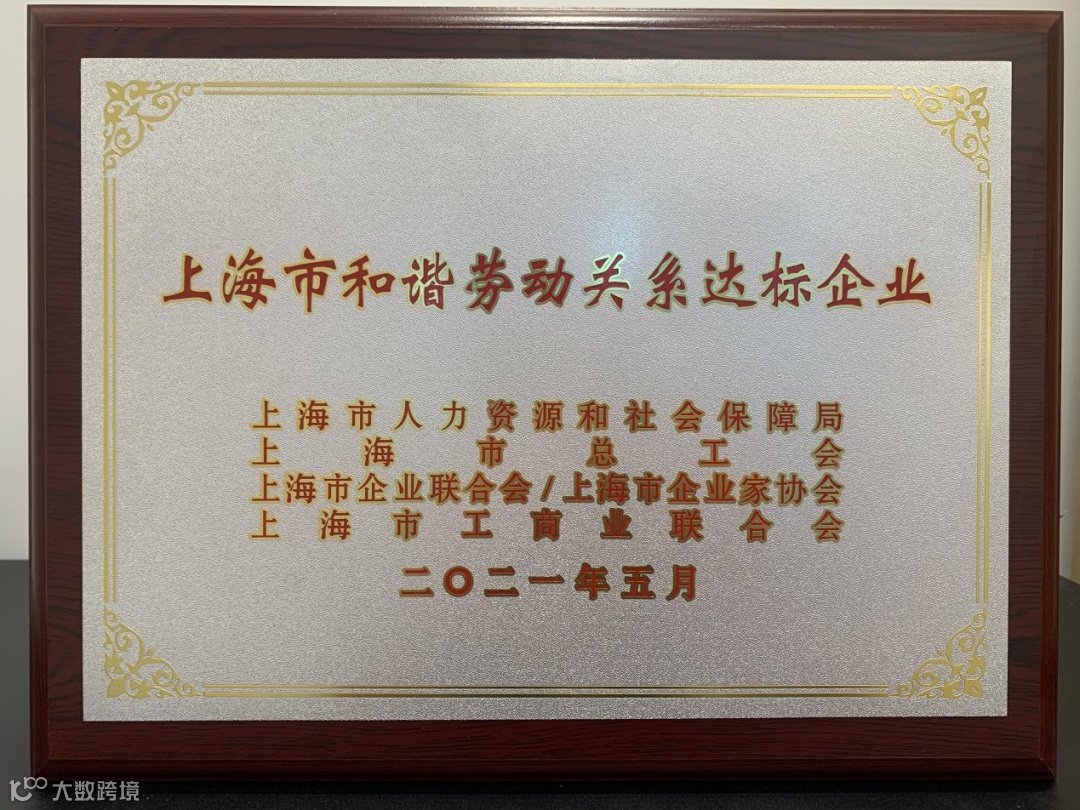 上海市和谐劳动关系达标企业
上海市人力资源和社会保障局
上海市总工会
上海市企业联合会/上海市企业家协会
上海市工商业联合会
二〇二一年五月
大数跨境